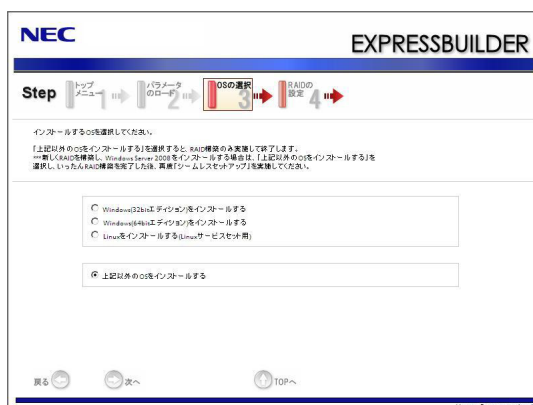 NEC
EXPRESSBUILDER
Step
トップ
メニュー 1
パラメータ
のロード 2
OSの選択
3
RAIDの
設定 4
インストールするOSを選択してください。
「上記以外のOSをインストールする」を選択すると、RAID構築のみ実施して終了します。
***新しくRAIDを構築し、Windows Server 2008をインストールする場合は、「上記以外のOSをインストールする」を
選択し、いったんRAID構築を完了した後、再度「シームレスセットアップ」を実施してください。
Windows(32bitエディション)をインストールする
Windows(64bitエディション)をインストールする
Linuxをインストールする(Linuxサービスセット用)
上記以外のOSをインストールする
戻る
次へ
TOPへ